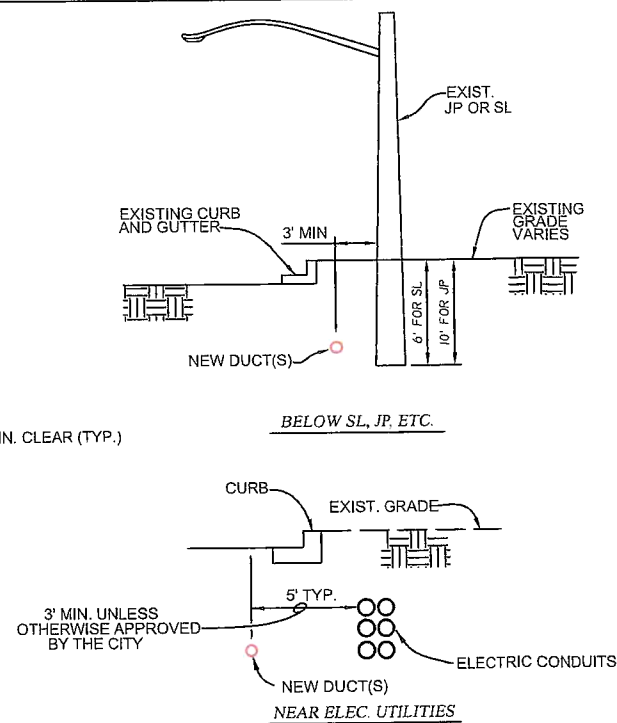 EXIST.
JP OR SL
EXISTING CURB
AND GUTTER
3' MIN
EXISTING
GRADE
VARIES
6' FOR SL
10' FOR JP
NEW DUCT(S)
BELOW SL, JP, ETC.
IN. CLEAR (TYP.)
CURB
EXIST. GRADE
5' TYP.
3' MIN. UNLESS
OTHERWISE APPROVED
BY THE CITY
ELECTRIC CONDUITS
NEW DUCT(S)
NEAR ELEC. UTILITIES